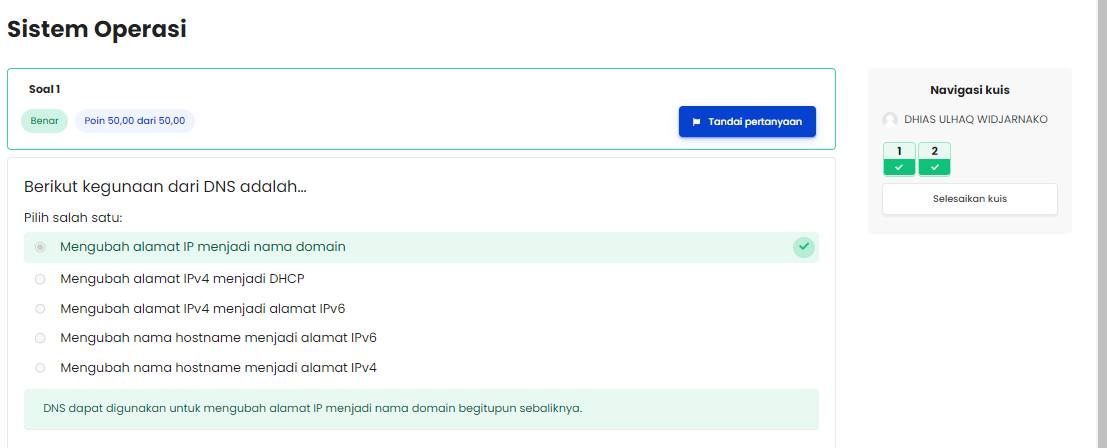 Sistem Operasi
Soal 1
Benar
Poin 50,00 dari 50,00
Tandai pertanyaan
Berikut kegunaan dari DNS adalah...
Pilih salah satu:
Mengubah alamat IP menjadi nama domain
Mengubah alamat IPv4 menjadi DHCP
Mengubah alamat IPv4 menjadi alamat IPv6
Mengubah nama hostname menjadi alamat IPv6
Mengubah nama hostname menjadi alamat IPv4
DNS dapat digunakan untuk mengubah alamat IP menjadi nama domain begitupun sebaliknya.
Navigasi kuis
DHIAS ULHAQ WIDJARNAKO
1 2
Selesaikan kuis